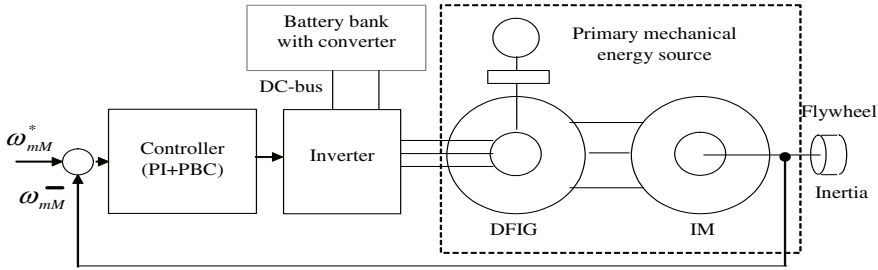 Battery bank
with converter
Primary mechanical
energy source
DC-bus
Flywheel
ω*mM
Controller
(PI+PBC)
Inverter
ω mM
−
Inertia
DFIG
IM